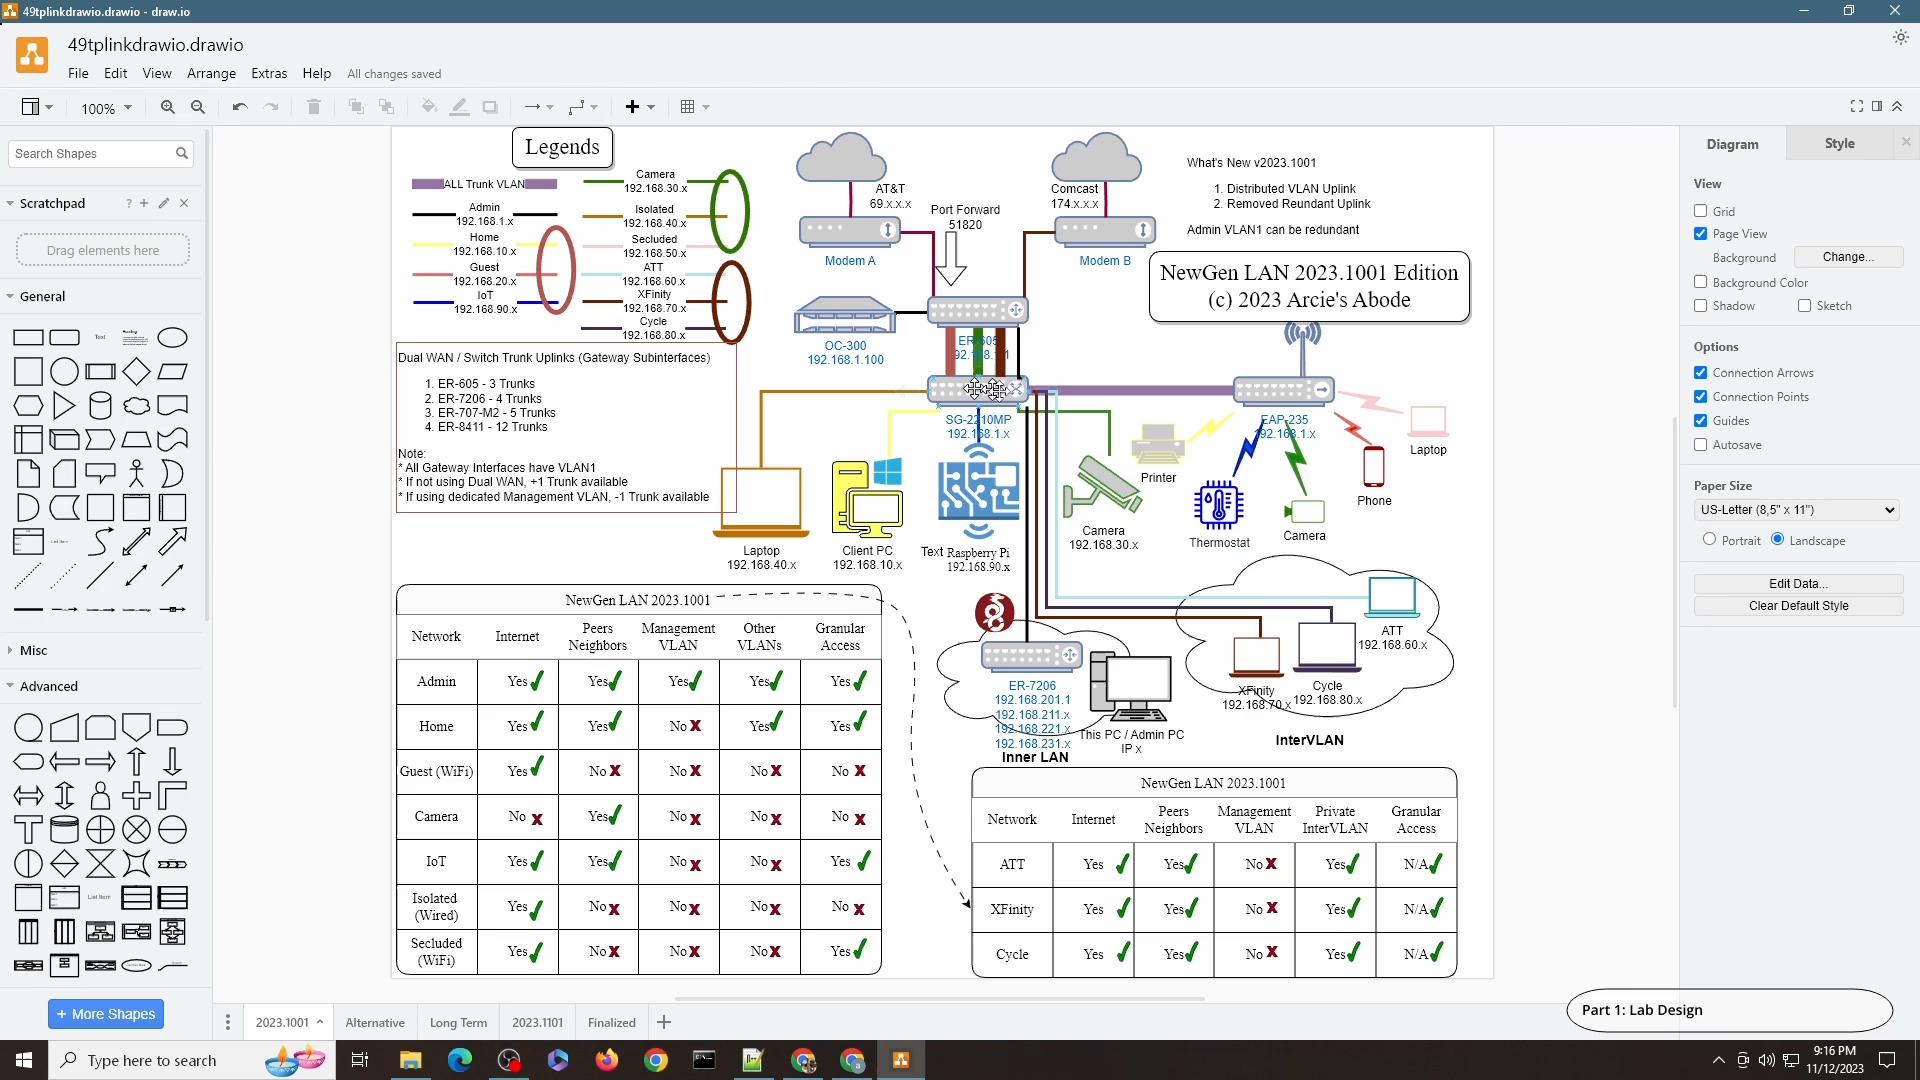 49tplinkdrawio.drawio - draw.io
49tplinkdrawio.drawio
File Edit View Arrange Extras Help All changes saved
100%
Search Shapes
Scratchpad
?
Drag elements here
General
Text
Heading
List Item
Misc
Advanced
List Item
+ More Shapes
Legends
ALL Trunk VLAN
Admin
192.168.1.x
Home
192.168.10.x
Guest
192.168.20.x
IoT
192.168.90.x
Camera
192.168.30.x
Isolated
192.168.40.x
Secluded
192.168.50.x
ATT
192.168.60.x
XFinity
192.168.70.x
Cycle
192.168.80.x
Dual WAN / Switch Trunk Uplinks (Gateway Subinterfaces)
1. ER-605 - 3 Trunks
2. ER-7206 - 4 Trunks
3. ER-707-M2 - 5 Trunks
4. ER-8411 - 12 Trunks
Note:
* All Gateway Interfaces have VLAN1
* If not using Dual WAN, +1 Trunk available
* If using dedicated Management VLAN, -1 Trunk available
AT&T
69.x.x.x
Port Forward
51820
Comcast
174.x.x.x
Modem A
Modem B
What's New v2023.1001
1. Distributed VLAN Uplink
2. Removed Reundant Uplink
Admin VLAN1 can be redundant
NewGen LAN 2023.1001 Edition
(c) 2023 Arcie's Abode
OC-300
192.168.1.100
ER-605
SG-2210MP
192.168.1.x
EAP-235
192.168.1.x
Printer
Laptop
Phone
Thermostat
Camera
Camera
192.168.30.x
Laptop
192.168.40.x
Client PC
192.168.10.x
Text
Raspberry Pi
192.168.90.x
ATT
192.168.60.x
XFinity
192.168.70.x
Cycle
192.168.80.x
InterVLAN
ER-7206
192.168.201.1
192.168.211.x
192.168.221.x
192.168.231.x
Inner LAN
This PC / Admin PC
IP x
NewGen LAN 2023.1001
Network Internet Peers Neighbors Management VLAN Other VLANs Granular Access
Admin Yes Yes Yes Yes Yes
Home Yes Yes No Yes Yes
Guest (WiFi) Yes No No No No
Camera No Yes No No No
IoT Yes Yes No No Yes
Isolated (Wired) Yes No No No No
Secluded (WiFi) Yes No No No Yes
NewGen LAN 2023.1001
Network Internet Peers Neighbors Management VLAN Private InterVLAN Granular Access
ATT Yes Yes No Yes N/A
XFinity Yes Yes No Yes N/A
Cycle Yes Yes No Yes N/A
2023.1001 Alternative Long Term 2023.1101 Finalized
Diagram Style
View
Grid
Page View
Background Change...
Background Color
Shadow Sketch
Options
Connection Arrows
Connection Points
Guides
Autosave
Paper Size
US-Letter (8,5" x 11")
Portrait Landscape
Edit Data...
Clear Default Style
Part 1: Lab Design
Type here to search
9:16 PM
11/12/2023